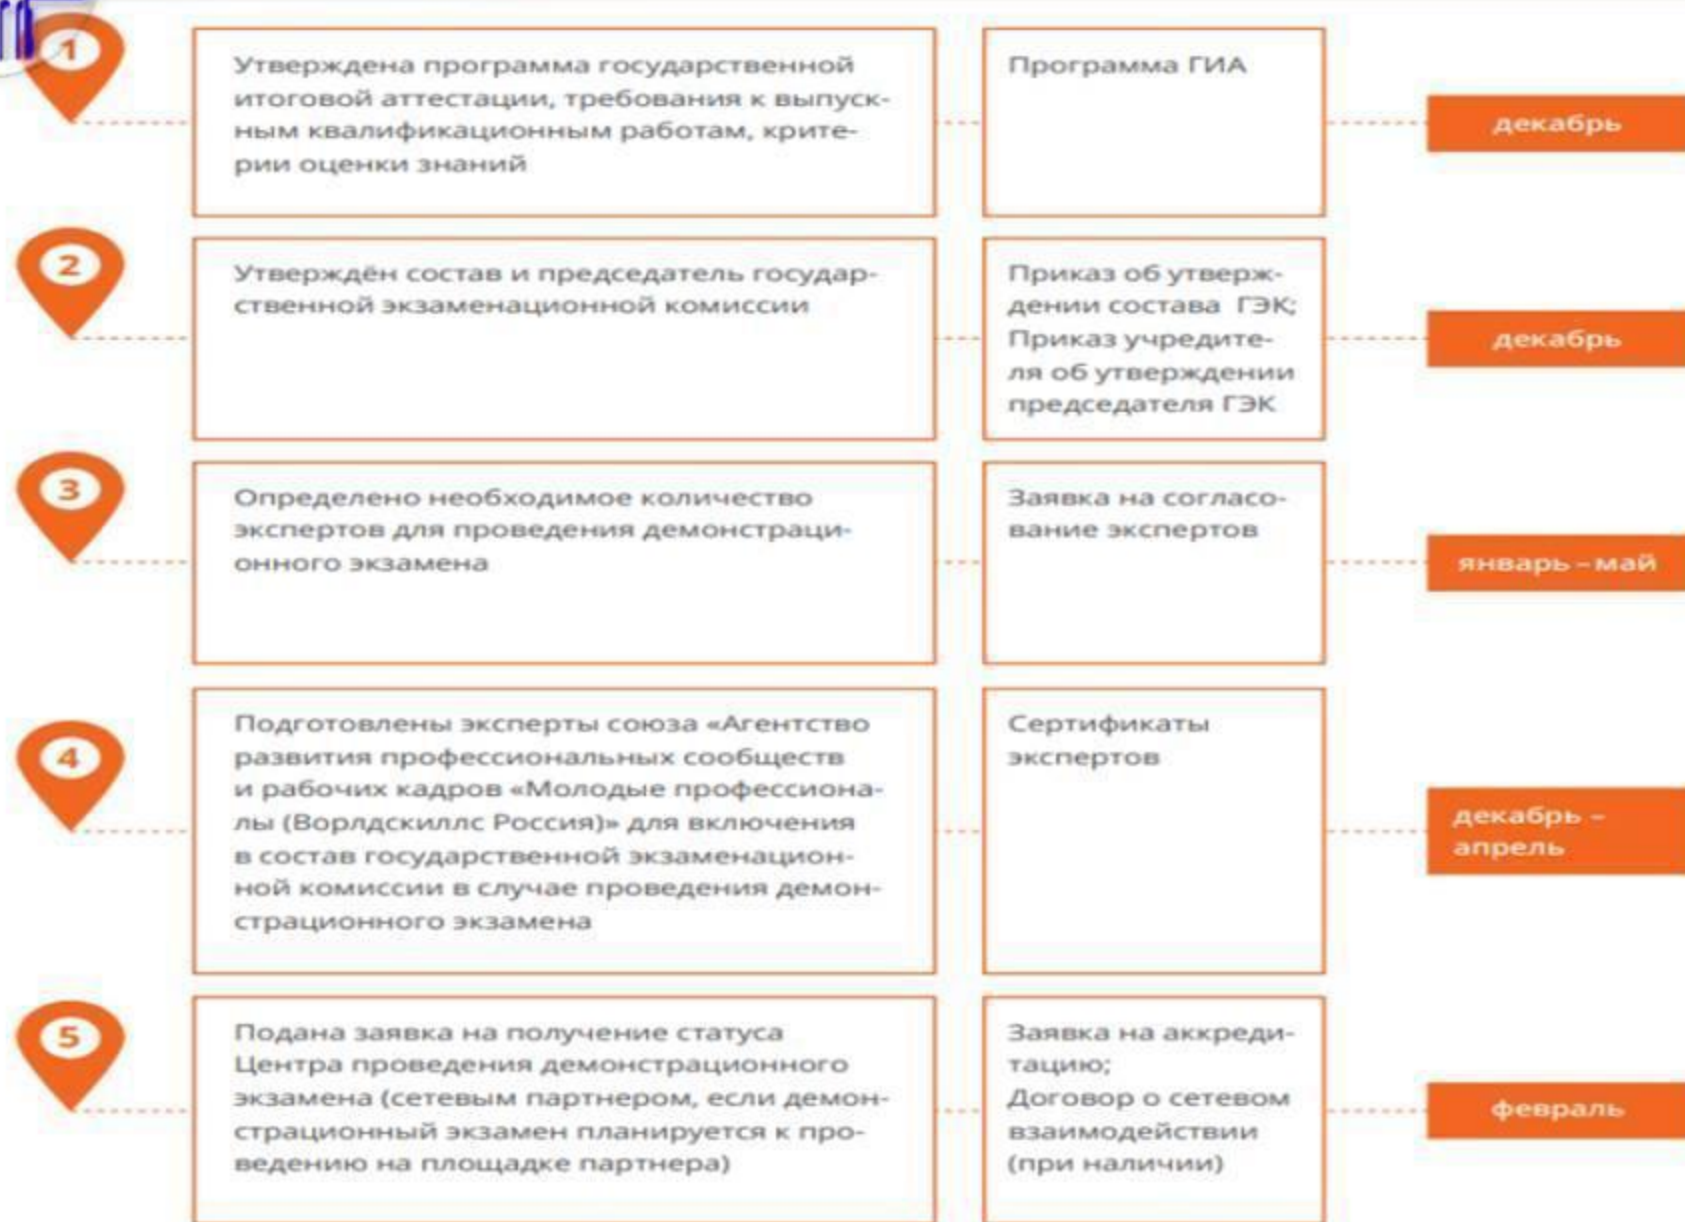 1
Утверждена программа государственной
итоговой аттестации, требования к выпуск-
ным квалификационным работам, крите-
рии оценки знаний
Программа ГИА
декабрь
2
Утверждён состав и председатель государ-
ственной экзаменационной комиссии
Приказ об утверж-
дении состава ГЭК;
Приказ учредите-
ля об утверждении
председателя ГЭК
декабрь
3
Определено необходимое количество
экспертов для проведения демонстраци-
онного экзамена
Заявка на согласо-
вание экспертов
январь – май
4
Подготовлены эксперты союза «Агентство
развития профессиональных сообществ
и рабочих кадров «Молодые профессиона-
лы (Ворлдскиллс Россия)» для включения
в состав государственной экзаменацион-
ной комиссии в случае проведения демон-
страционного экзамена
Сертификаты
экспертов
декабрь –
апрель
5
Подана заявка на получение статуса
Центра проведения демонстрационного
экзамена (сетевым партнером, если демон-
страционный экзамен планируется к про-
ведению на площадке партнера)
Заявка на аккреди-
тацию;
Договор о сетевом
взаимодействии
(при наличии)
февраль